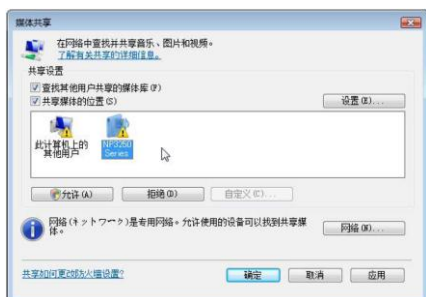 媒体共享
在网络中查找并共享音乐、图片和视频。
了解有关共享的详细信息。
共享设置
查找其他用户共享的媒体库(F)
共享媒体的位置(S)
设置(E)...
此计算机上的
其他用户
NP3250
Series
允许(A)
拒绝(D)
自定义(C)...
网络(ネットワーク)是专用网络。允许使用的设备可以找到共享媒
体。
网络(N)...
共享如何更改防火墙设置?
确定
取消
应用